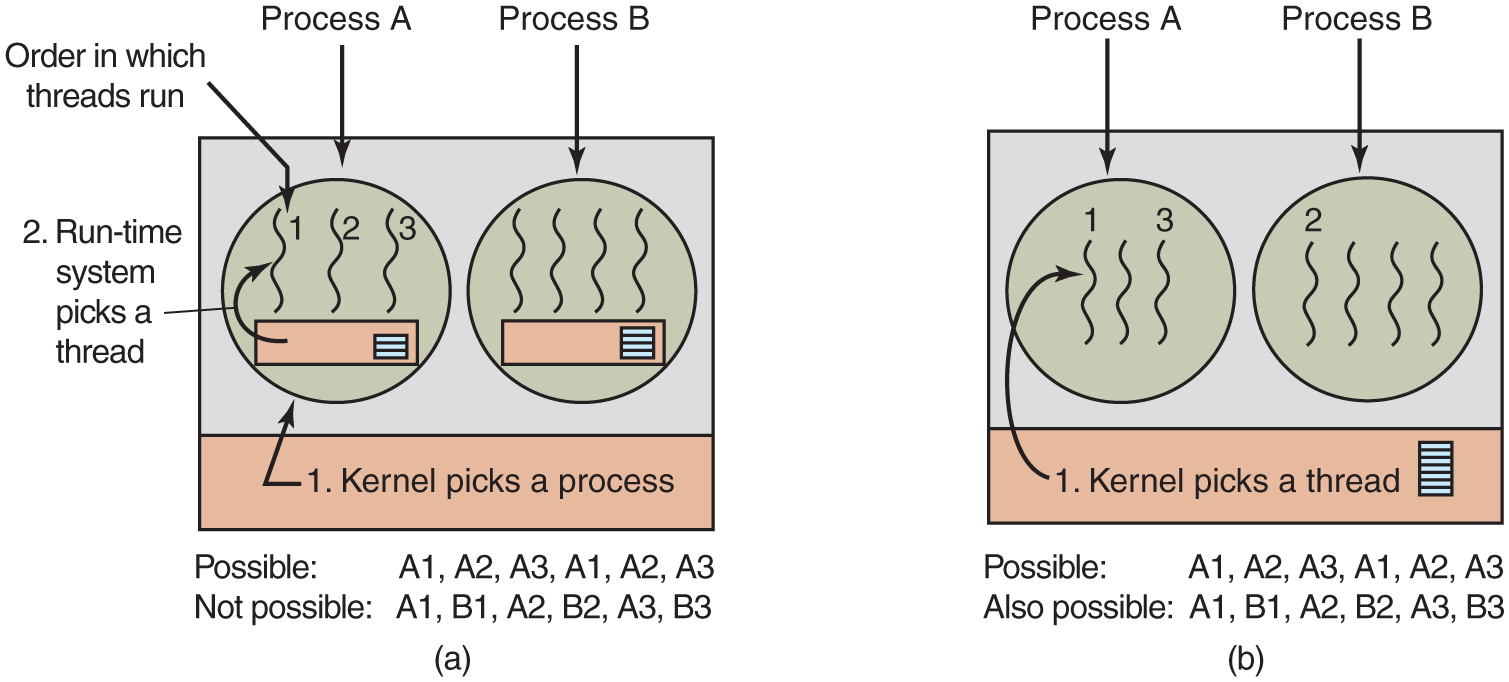 Process A
Process B
Order in which
threads run
1
2
3
2. Run-time
system
picks a
thread
1. Kernel picks a process
Possible: A1, A2, A3, A1, A2, A3
Not possible: A1, B1, A2, B2, A3, B3
(a)
Process A
Process B
1
3
2
1. Kernel picks a thread
Possible: A1, A2, A3, A1, A2, A3
Also possible: A1, B1, A2, B2, A3, B3
(b)